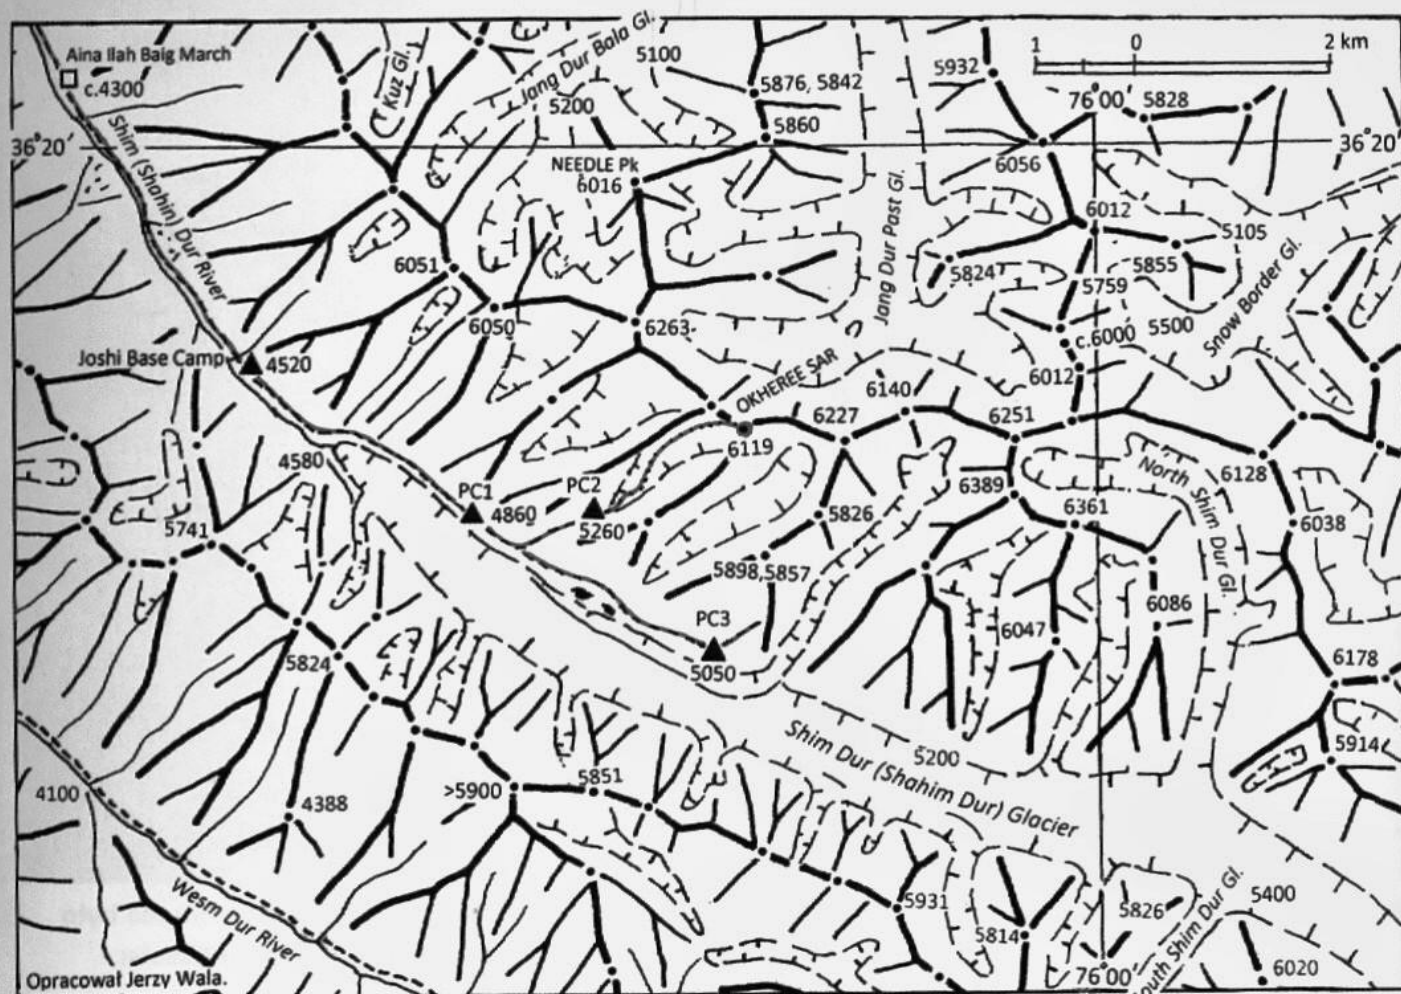 Aina Ilah Baig March
c.4300
Kuz Gl.
Jang Dur Bala Gl.
5100
5200
5876, 5842
5860
5932
1 0 2 km
76°00'
5828
36°20'
36°20'
Shim (Shahin) Dur River
NEEDLE Pk
6016
6056
Jang Dur Past Gl.
6012
5105
5824
5855
5759
Snow Border Gl.
6051
6050
6263
c.6000
5500
Joshi Base Camp
4520
OKHEREE SAR
6012
6140
6227
6251
6119
4580
North Shim Dur Gl.
6128
PC1
4860
PC2
5260
6389
6361
6038
5741
5826
5898,5857
6086
PC3
5050
6047
5824
6178
Shim Dur (Shahim Dur) Glacier
5200
5914
4100
>5900
5851
4388
Wesm Dur River
5931
5826
5400
5814
South Shim Dur Gl.
76°00'
6020
Opracował Jerzy Wala.